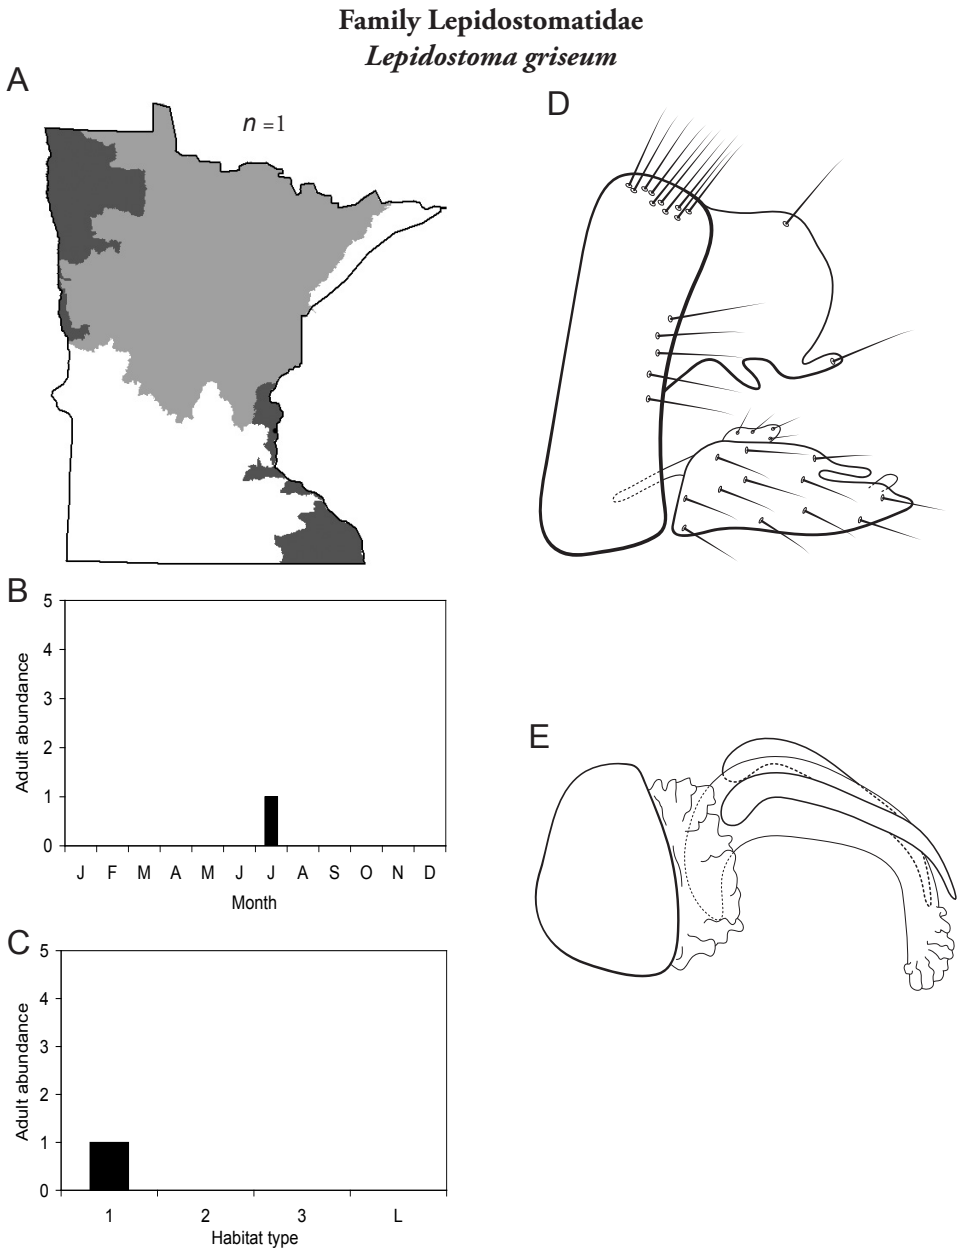 Family Lepidostomatidae
Lepidostoma griseum
A
n =1
D
B
5
4
3
2
1
0
Adult abundance
J F M A M J J A S O N D
Month
E
C
5
4
3
2
1
0
Adult abundance
1 2 3 L
Habitat type